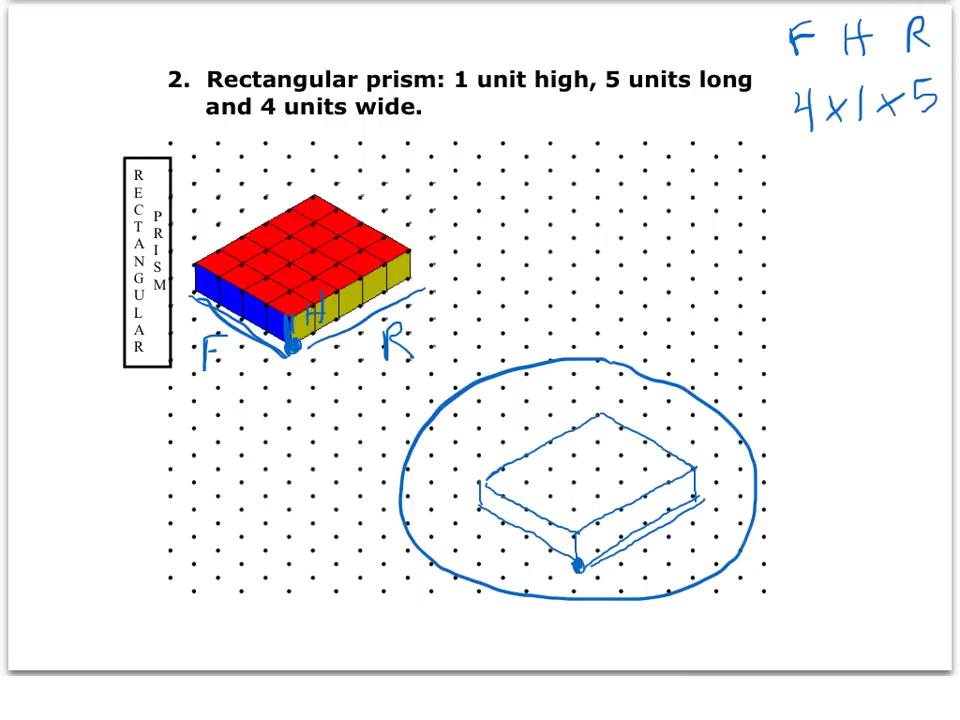 F H R
4 x 1 x 5
2. Rectangular prism: 1 unit high, 5 units long
and 4 units wide.
RECTANGULAR
PRISM
H
F
R